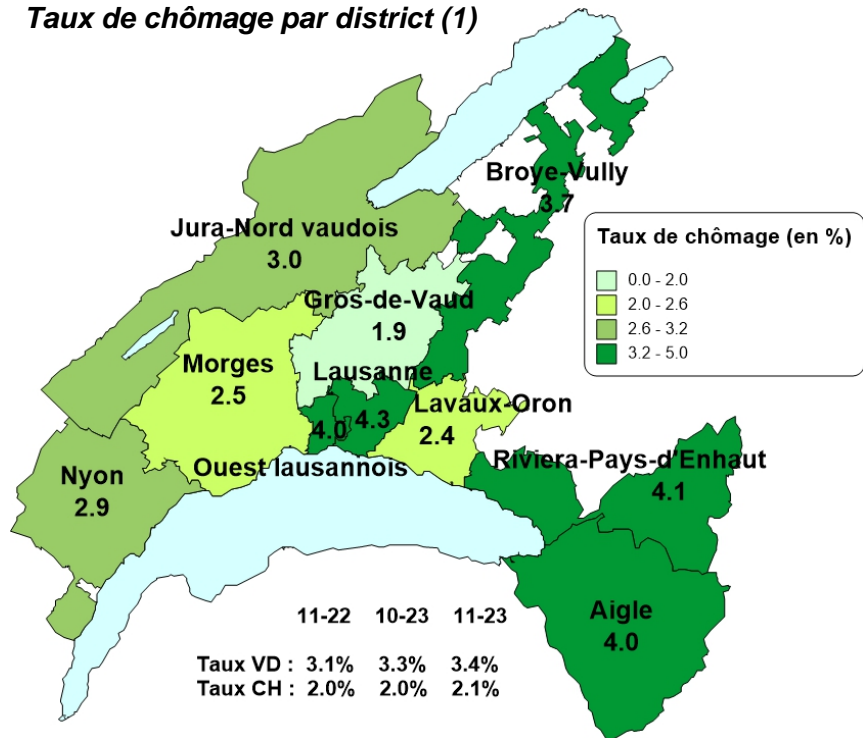 Taux de chômage par district (1)
Broye-Vully
3.7
Jura-Nord vaudois
3.0
Taux de chômage (en %)
0.0 - 2.0
2.0 - 2.6
2.6 - 3.2
3.2 - 5.0
Gros-de-Vaud
1.9
Morges
2.5
Lausanne
4.3
4.0
Ouest lausannois
Lavaux-Oron
2.4
Riviera-Pays-d'Enhaut
4.1
Nyon
2.9
Aigle
4.0
11-22 10-23 11-23
Taux VD : 3.1% 3.3% 3.4%
Taux CH : 2.0% 2.0% 2.1%